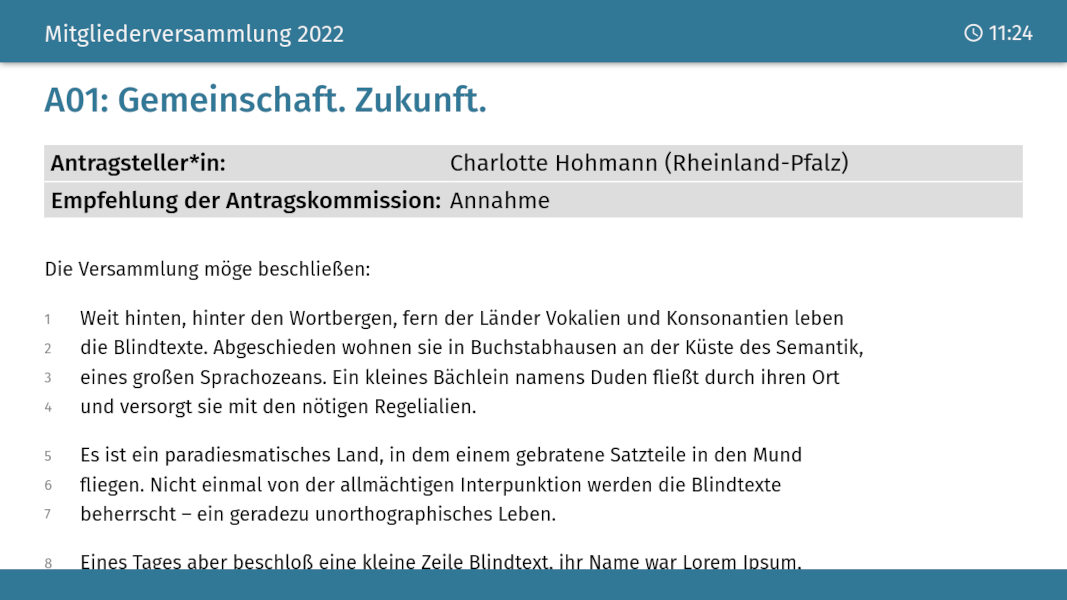 Mitgliederversammlung 2022
11:24
A01: Gemeinschaft. Zukunft.
Antragsteller*in: Charlotte Hohmann (Rheinland-Pfalz)
Empfehlung der Antragskommission: Annahme
Die Versammlung möge beschließen:
1 Weit hinten, hinter den Wortbergen, fern der Länder Vokalien und Konsonantien leben
2 die Blindtexte. Abgeschieden wohnen sie in Buchstabhausen an der Küste des Semantik,
3 eines großen Sprachozeans. Ein kleines Bächlein namens Duden fließt durch ihren Ort
4 und versorgt sie mit den nötigen Regelialien.
5 Es ist ein paradiesmatisches Land, in dem einem gebratene Satzteile in den Mund
6 fliegen. Nicht einmal von der allmächtigen Interpunktion werden die Blindtexte
7 beherrscht – ein geradezu unorthographisches Leben.
8 Eines Tages aber beschloß eine kleine Zeile Blindtext, ihr Name war Lorem Ipsum,